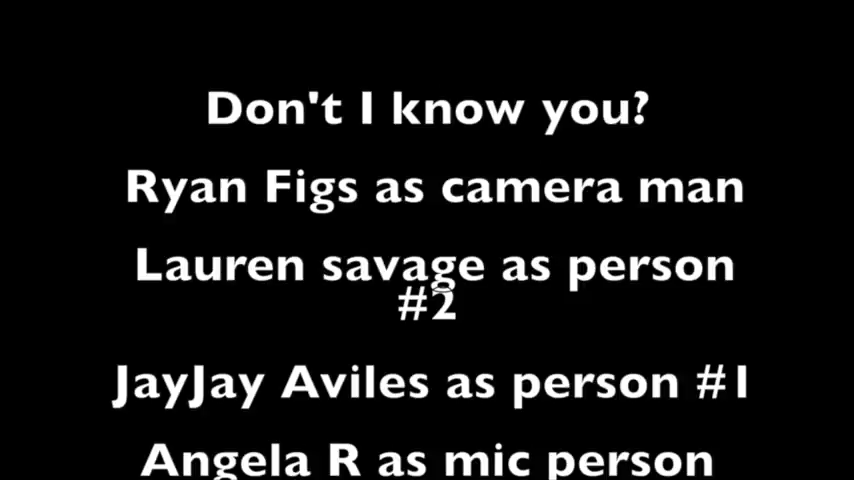 Don't I know you?
Ryan Figs as camera man
Lauren savage as person
#2
JayJay Aviles as person #1
Angela R as mic person